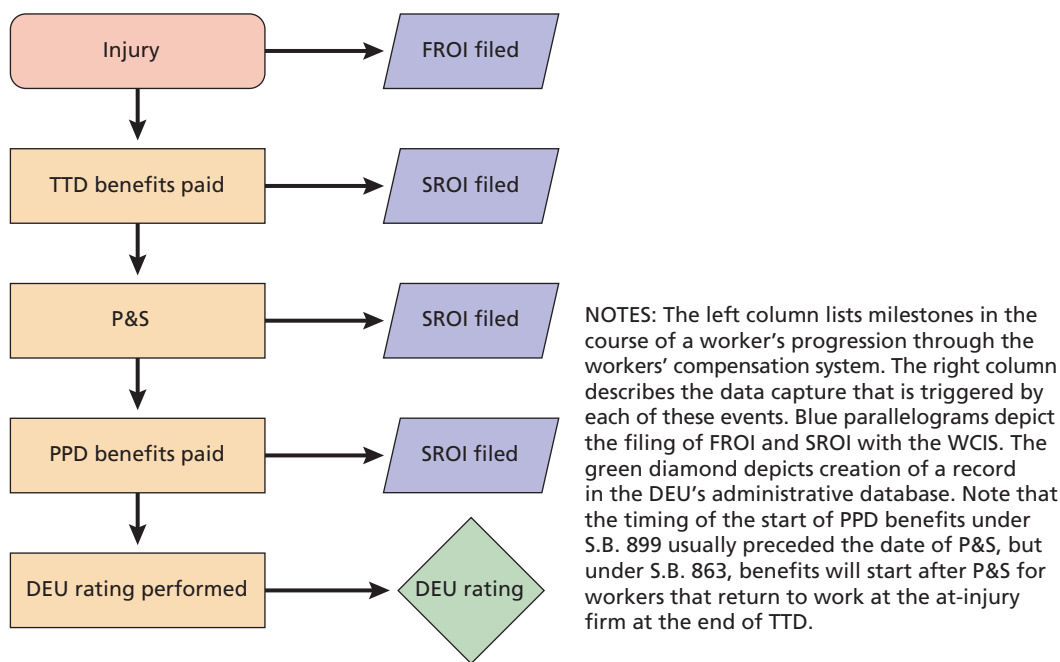 Injury
FROI filed
TTD benefits paid
SROI filed
P&S
SROI filed
PPD benefits paid
SROI filed
DEU rating performed
DEU rating
NOTES: The left column lists milestones in the
course of a worker’s progression through the
workers’ compensation system. The right column
describes the data capture that is triggered by
each of these events. Blue parallelograms depict
the filing of FROI and SROI with the WCIS. The
green diamond depicts creation of a record
in the DEU’s administrative database. Note that
the timing of the start of PPD benefits under
S.B. 899 usually preceded the date of P&S, but
under S.B. 863, benefits will start after P&S for
workers that return to work at the at-injury
firm at the end of TTD.